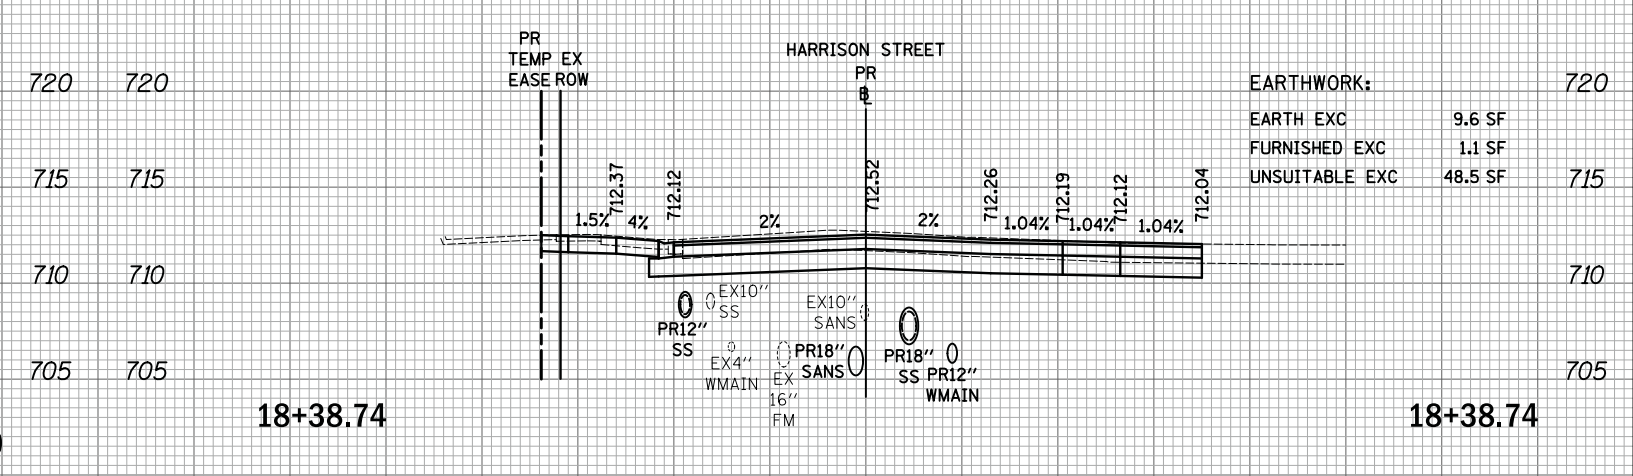 PR
TEMP EX
EASE ROW
HARRISON STREET
PR
BL
720 720
720
EARTHWORK:
EARTH EXC 9.6 SF
FURNISHED EXC 1.1 SF
UNSUITABLE EXC 48.5 SF
715 715
715
712.37
712.12
712.52
712.26
712.19
712.12
712.04
1.5% 4% 2% 2% 1.04% 1.04% 1.04%
710 710
710
EX10''
SS
EX10''
SANS
PR12''
SS
EX4''
WMAIN
EX
16''
FM
PR18''
SANS
PR18''
SS
PR12''
WMAIN
705 705
705
18+38.74
18+38.74